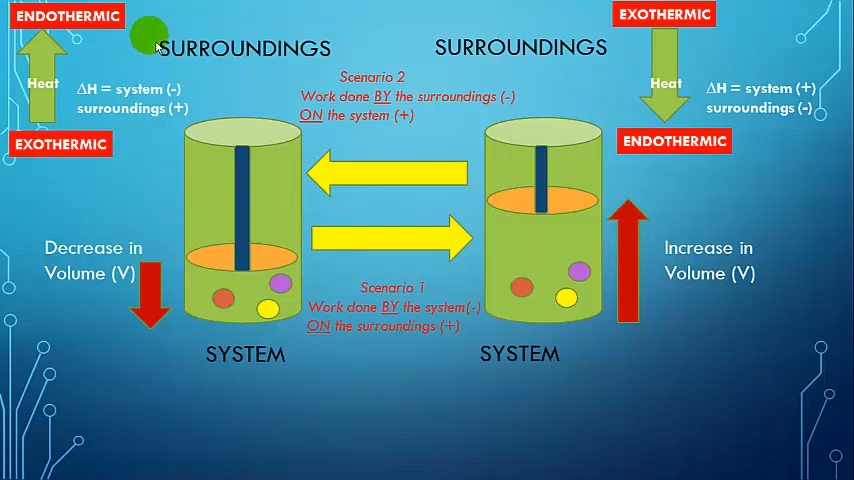 ENDOTHERMIC
EXOTHERMIC
SURROUNDINGS
SURROUNDINGS
Heat
ΔH = system (-)
surroundings (+)
EXOTHERMIC
Scenario 2
Work done BY the surroundings (-)
ON the system (+)
Heat
ΔH = system (+)
surroundings (-)
ENDOTHERMIC
Decrease in
Volume (V)
Increase in
Volume (V)
Scenario 1
Work done BY the system(-)
ON the surroundings (+)
SYSTEM
SYSTEM